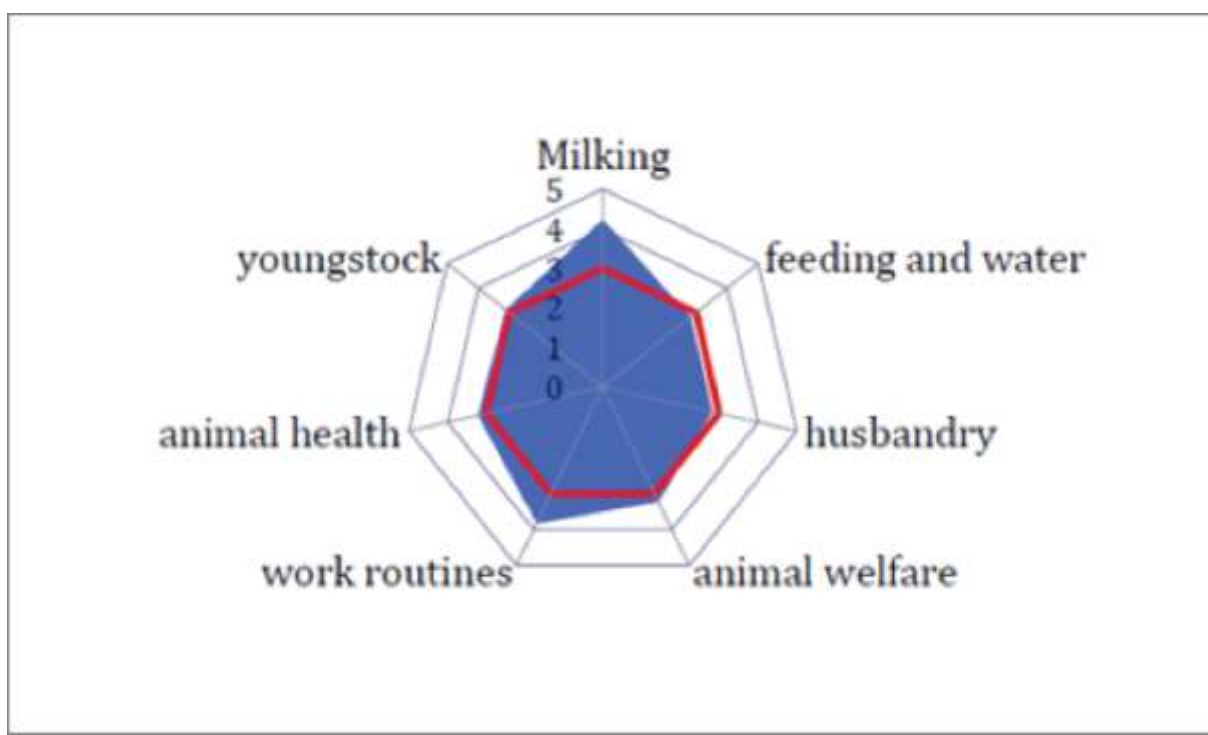 Milking
5
4
3
2
1
0
youngstock
feeding and water
animal health
husbandry
work routines
animal welfare